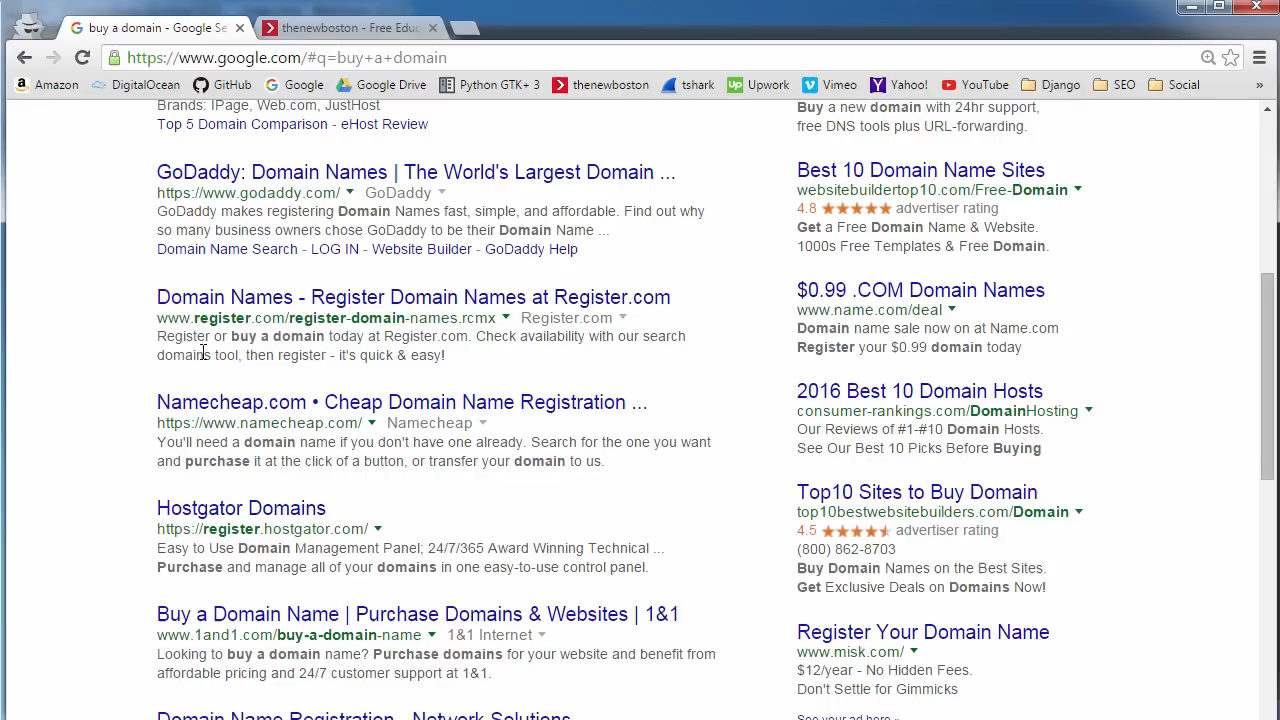 buy a domain - Google Se
thenewboston - Free Educ
https://www.google.com/#q=buy+a+domain
Amazon DigitalOcean GitHub Google Google Drive Python GTK+ 3 thenewboston tshark Upwork Vimeo Yahoo! YouTube Django SEO Social »
Brands: IPage, Web.com, JustHost
Top 5 Domain Comparison - eHost Review
GoDaddy: Domain Names | The World's Largest Domain ...
https://www.godaddy.com/ GoDaddy
GoDaddy makes registering Domain Names fast, simple, and affordable. Find out why
so many business owners chose GoDaddy to be their Domain Name ...
Domain Name Search - LOG IN - Website Builder - GoDaddy Help
Domain Names - Register Domain Names at Register.com
www.register.com/register-domain-names.rcmx Register.com
Register or buy a domain today at Register.com. Check availability with our search
domains tool, then register - it's quick & easy!
Namecheap.com • Cheap Domain Name Registration ...
https://www.namecheap.com/ Namecheap
You'll need a domain name if you don't have one already. Search for the one you want
and purchase it at the click of a button, or transfer your domain to us.
Hostgator Domains
https://register.hostgator.com/
Easy to Use Domain Management Panel; 24/7/365 Award Winning Technical ...
Purchase and manage all of your domains in one easy-to-use control panel.
Buy a Domain Name | Purchase Domains & Websites | 1&1
www.1and1.com/buy-a-domain-name 1&1 Internet
Looking to buy a domain name? Purchase domains for your website and benefit from
affordable pricing and 24/7 customer support at 1&1.
Domain Name Registration - Network Solutions
Buy a new domain with 24hr support,
free DNS tools plus URL-forwarding.
Best 10 Domain Name Sites
websitebuildertop10.com/Free-Domain
4.8 advertiser rating
Get a Free Domain Name & Website.
1000s Free Templates & Free Domain.
$0.99 .COM Domain Names
www.name.com/deal
Domain name sale now on at Name.com
Register your $0.99 domain today
2016 Best 10 Domain Hosts
consumer-rankings.com/DomainHosting
Our Reviews of #1-#10 Domain Hosts.
See Our Best 10 Picks Before Buying
Top10 Sites to Buy Domain
top10bestwebsitebuilders.com/Domain
4.5 advertiser rating
(800) 862-8703
Buy Domain Names on the Best Sites.
Get Exclusive Deals on Domains Now!
Register Your Domain Name
www.misk.com/
$12/year - No Hidden Fees.
Don't Settle for Gimmicks
See your ad here »